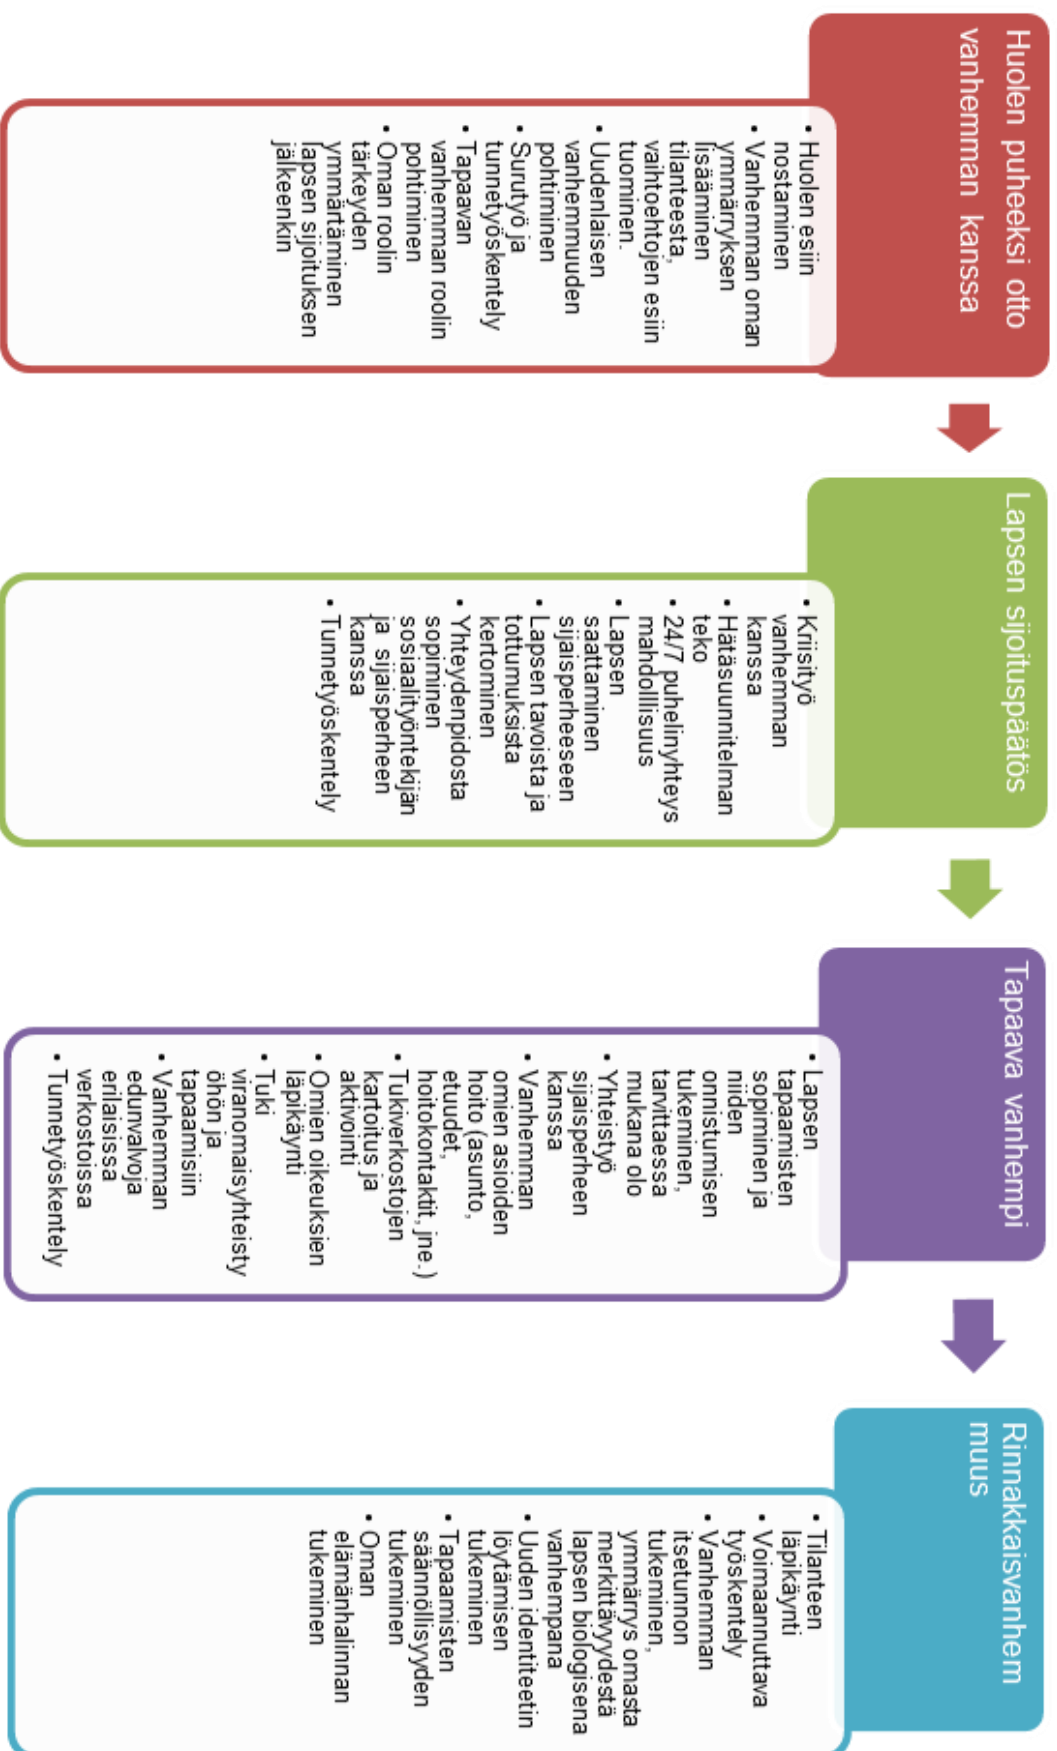 Huolen puheeksi otto
vanhemman kanssa
• Huolen esiin
nostaminen
• Vanhemman oman
ymmärryksen
lisääminen
tilanteesta,
vaihtoehtojen esiin
tuominen.
• Uudenlaisen
vanhemmuuden
pohtiminen
• Surutyö ja
tunnetyöskentely
• Tapaavan
vanhemman roolin
pohtiminen
• Oman roolin
tärkeyden
ymmärtäminen
lapsen sijoituksen
jälkeenkin
Lapsen sijoituspäätös
• Kriisityö
vanhemman
kanssa
• Hätäsuunnitelman
teko
• 24/7 puhelinyhteys
mahdolllisuus
• Lapsen
saattaminen
sijaisperheeseen
• Lapsen tavoista ja
tottumuksista
kertominen
• Yhteydenpidosta
sopiminen
sosiaalityöntekijän
ja sijaisperheen
kanssa
• Tunnetyöskentely
Tapaava vanhempi
• Lapsen
tapaamisten
sopiminen ja
niiden
onnistumisen
tukeminen,
tarvittaessa
mukana olo
• Yhteistyö
sijaisperheen
kanssa
• Vanhemman
omien asioiden
hoito (asunto,
etuudet,
hoitokontaktit, jne.)
• Tukiverkostojen
kartoitus ja
aktivointi
• Omien oikeuksien
läpikäynti
• Tuki
viranomaisyhteisty
öhön ja
tapaamisiin
• Vanhemman
edunvalvoja
erilaisissa
verkostoissa
• Tunnetyöskentely
Rinnakkaisvanhem
muus
• Tilanteen
läpikäynti
• Voimaannuttava
työskentely
• Vanhemman
itsetunnon
tukeminen,
ymmärrys omasta
merkittävyydestä
lapsen biologisena
vanhempana
• Uuden identiteetin
löytämisen
tukeminen
• Tapaamisten
säännöllisyyden
tukeminen
• Oman
elämänhalinnan
tukeminen